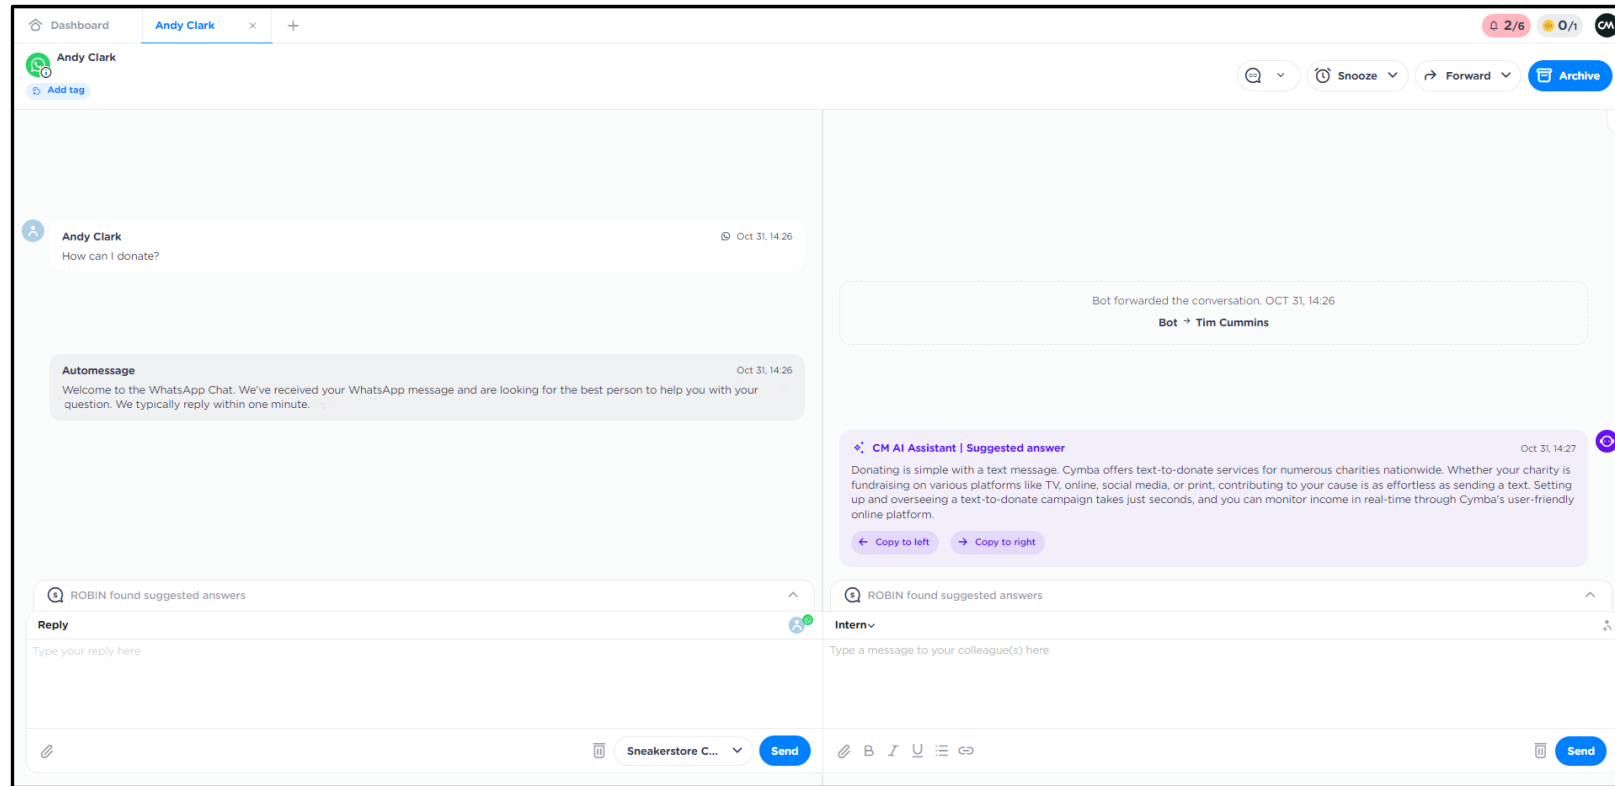 Dashboard
Andy Clark
2/6
0/1
CM
Andy Clark
Add tag
Snooze
Forward
Archive
Andy Clark
Oct 31, 14:26
How can I donate?
Automessage
Oct 31, 14:26
Welcome to the WhatsApp Chat. We've received your WhatsApp message and are looking for the best person to help you with your
question. We typically reply within one minute.
Bot forwarded the conversation. OCT 31, 14:26
Bot → Tim Cummins
CM AI Assistant | Suggested answer
Oct 31, 14:27
Donating is simple with a text message. Cymba offers text-to-donate services for numerous charities nationwide. Whether your charity is
fundraising on various platforms like TV, online, social media, or print, contributing to your cause is as effortless as sending a text. Setting
up and overseeing a text-to-donate campaign takes just seconds, and you can monitor income in real-time through Cymba's user-friendly
online platform.
← Copy to left
→ Copy to right
ROBIN found suggested answers
Reply
Type your reply here
Sneakerstore C...
Send
ROBIN found suggested answers
Intern
Type a message to your colleague(s) here
B I U
Send